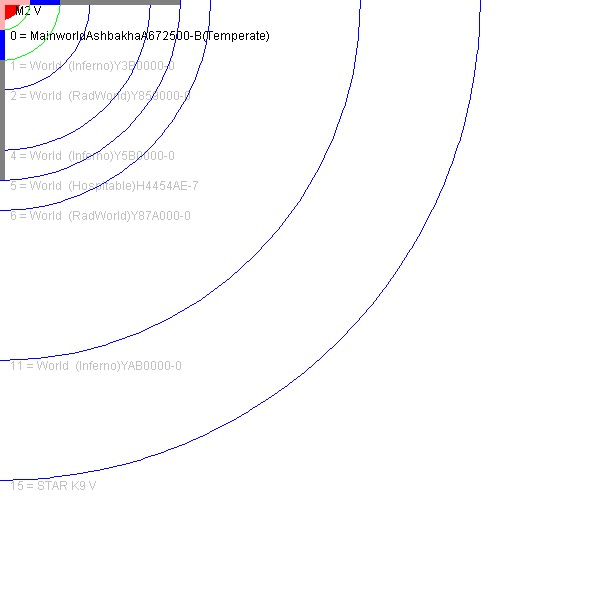 M2 V
0 = MainworldAshbakhaA672500-B(Temperate)
1 = World  (Inferno)Y3B0000-0
2 = World  (RadWorld)Y859000-0
4 = World  (Inferno)Y5B0000-0
5 = World  (Hospitable)H4454AE-7
6 = World  (RadWorld)Y87A000-0
11 = World  (Inferno)YAB0000-0
15 = STAR K9 V